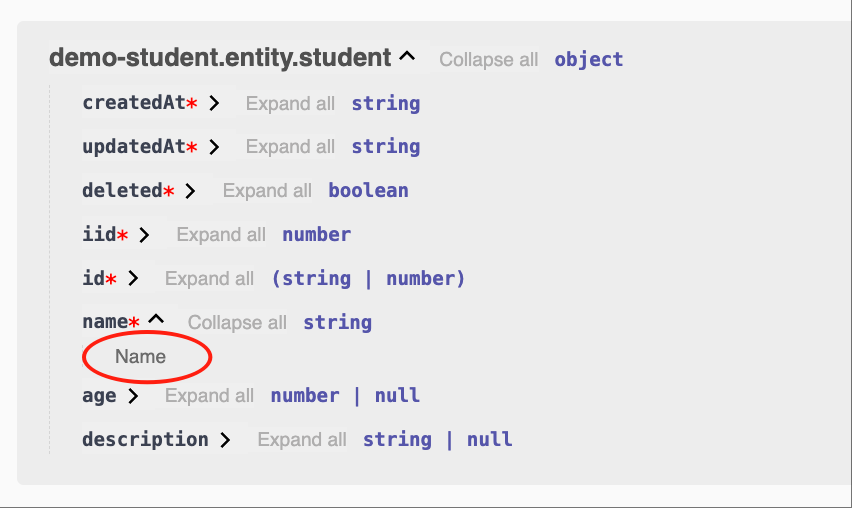 demo-student.entity.student Collapse all object
createdAt* Expand all string
updatedAt* Expand all string
deleted* Expand all boolean
iid* Expand all number
id* Expand all (string | number)
name* Collapse all string
Name
age Expand all number | null
description Expand all string | null